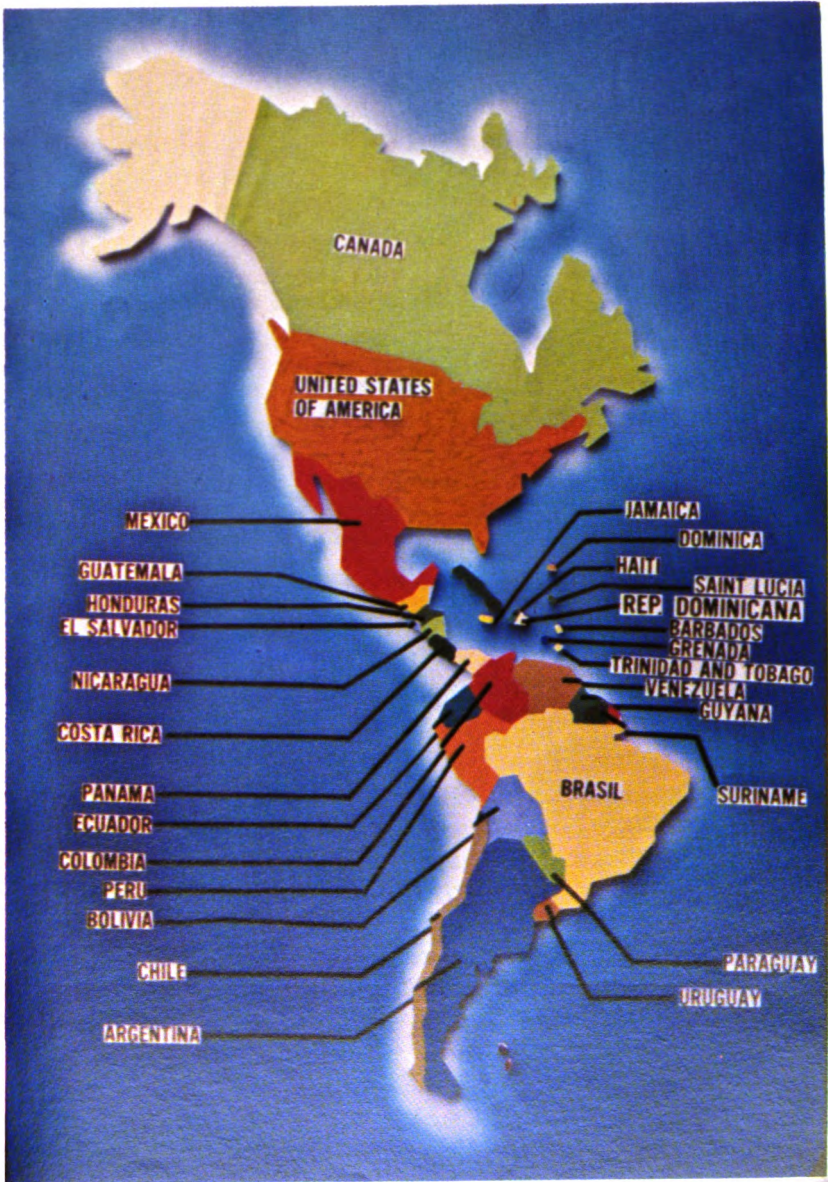 CANADA
UNITED STATES
OF AMERICA
MEXICO
GUATEMALA
HONDURAS
EL SALVADOR
NICARAGUA
COSTA RICA
PANAMA
ECUADOR
COLOMBIA
PERU
BOLIVIA
CHILE
ARGENTINA
JAMAICA
DOMINICA
HAITI
SAINT LUCIA
REP. DOMINICANA
BARBADOS
GRENADA
TRINIDAD AND TOBAGO
VENEZUELA
GUYANA
SURINAME
BRASIL
PARAGUAY
URUGUAY